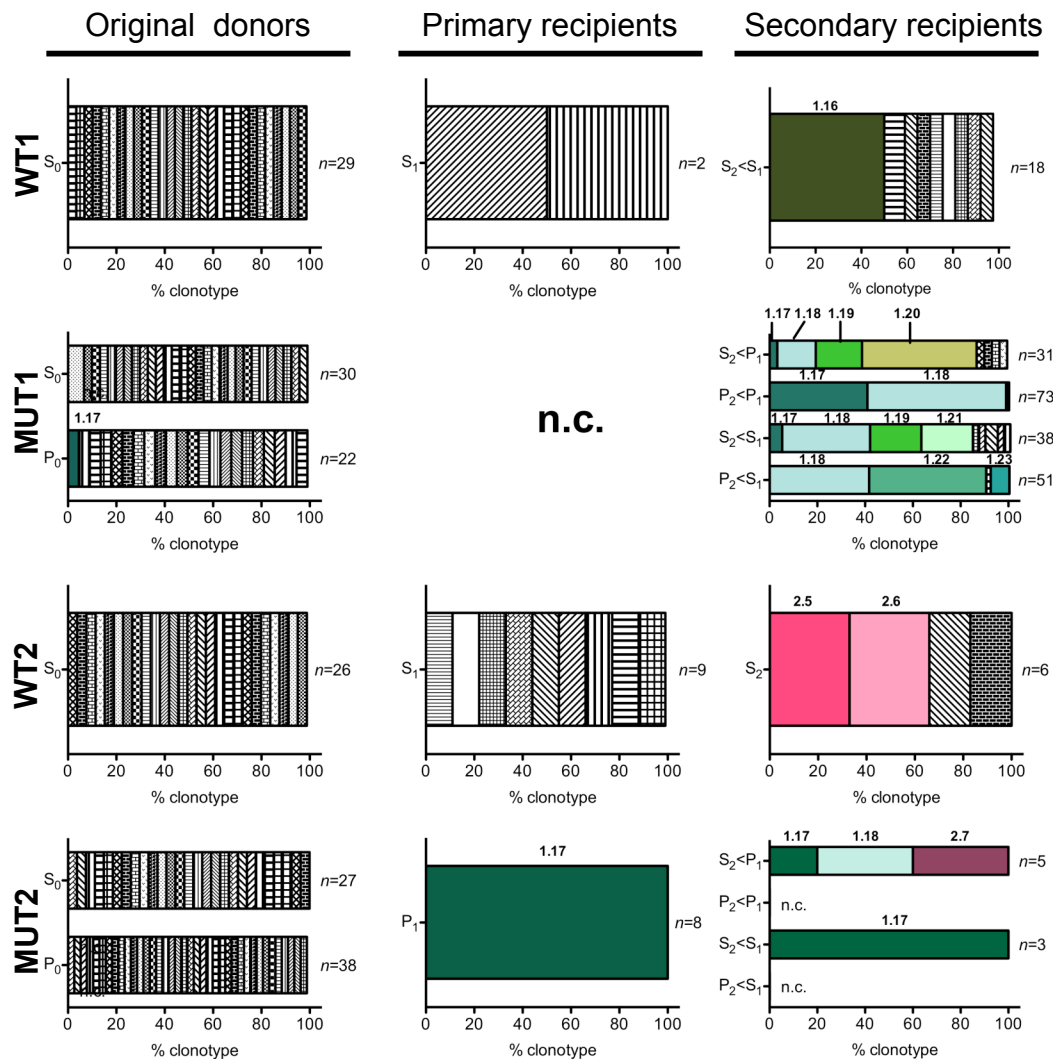 Original donors Primary recipients Secondary recipients
WT1
S0 n=29
0 20 40 60 80 100
% clonotype
S1 n=2
0 20 40 60 80 100
% clonotype
1.16
S2<S1 n=18
0 20 40 60 80 100
% clonotype
MUT1
S0 n=30
1.17
P0 n=22
0 20 40 60 80 100
% clonotype
n.c.
1.17 1.18 1.19 1.20
S2<P1 n=31
1.17 1.18
P2<P1 n=73
1.17 1.18 1.19 1.21
S2<S1 n=38
1.18 1.22 1.23
P2<S1 n=51
0 20 40 60 80 100
% clonotype
WT2
S0 n=26
0 20 40 60 80 100
% clonotype
S1 n=9
0 20 40 60 80 100
% clonotype
2.5 2.6
S2 n=6
0 20 40 60 80 100
% clonotype
MUT2
S0 n=27
P0 n=38
n.c.
0 20 40 60 80 100
% clonotype
1.17
P1 n=8
0 20 40 60 80 100
% clonotype
1.17 1.18 2.7
S2<P1 n=5
P2<P1 n.c.
1.17
S2<S1 n=3
P2<S1 n.c.
0 20 40 60 80 100
% clonotype